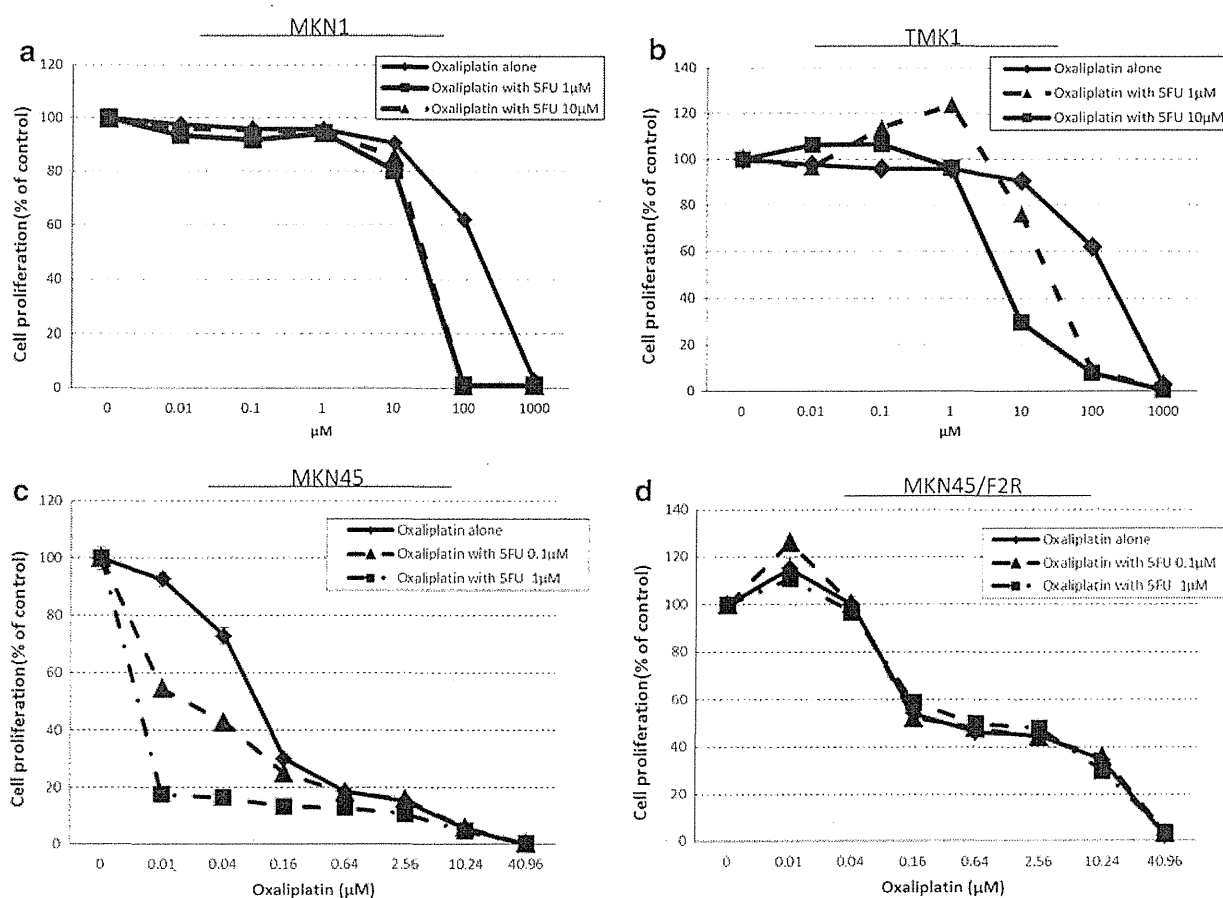 a
MKN1
Cell proliferation (% of control)
120
100
80
60
40
20
0
Oxaliplatin alone
Oxaliplatin with 5FU 1µM
Oxaliplatin with 5FU 10µM
0 0.01 0.1 1 10 100 1000
µM
b
TMK1
Cell proliferation (% of control)
140
120
100
80
60
40
20
0
Oxaliplatin alone
Oxaliplatin with 5FU 1µM
Oxaliplatin with 5FU 10µM
0 0.01 0.1 1 10 100 1000
µM
c
MKN45
Cell proliferation (% of control)
120
100
80
60
40
20
0
Oxaliplatin alone
Oxaliplatin with 5FU 0.1µM
Oxaliplatin with 5FU 1µM
0 0.01 0.04 0.16 0.64 2.56 10.24 40.96
Oxaliplatin (µM)
d
MKN45/F2R
Cell proliferation (% of control)
140
120
100
80
60
40
20
0
Oxaliplatin alone
Oxaliplatin with 5FU 0.1µM
Oxaliplatin with 5FU 1µM
0 0.01 0.04 0.16 0.64 2.56 10.24 40.96
Oxaliplatin (µM)